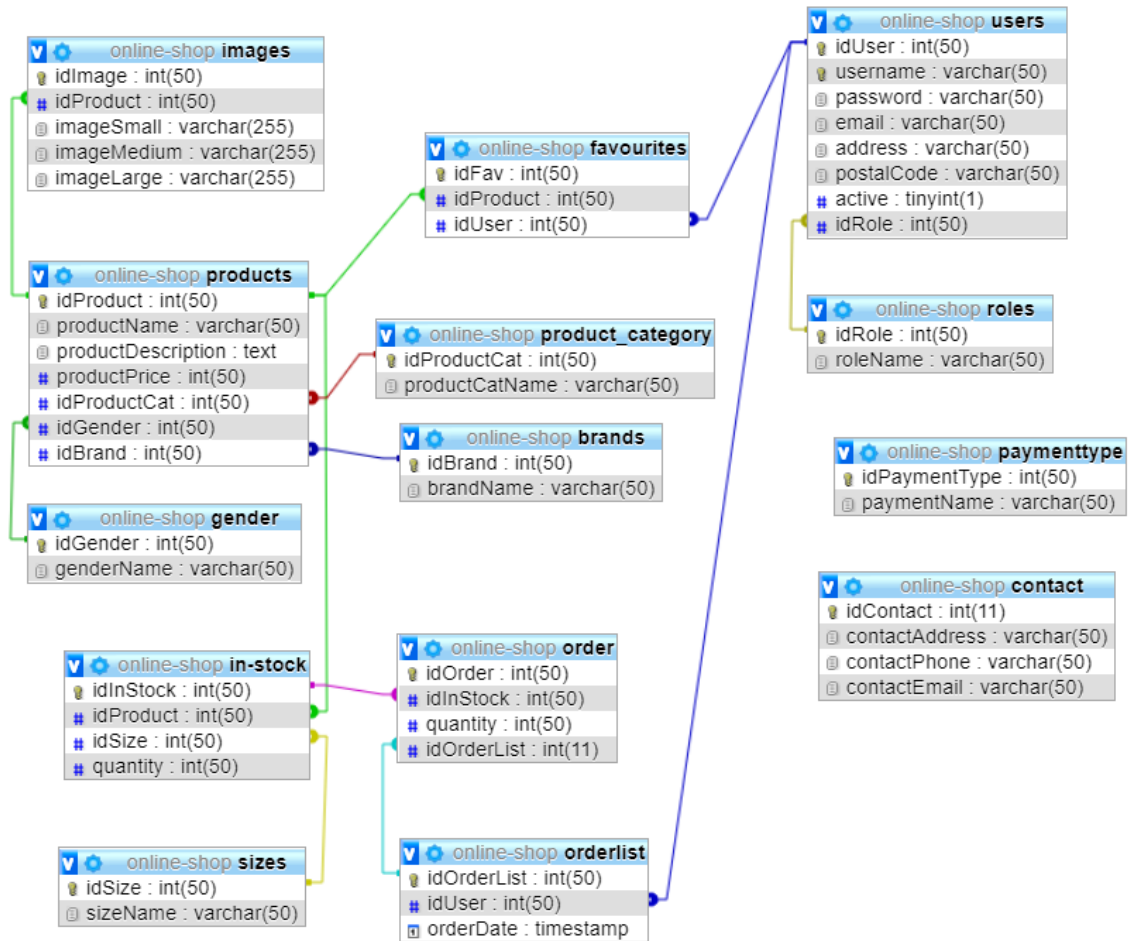 online-shop images
idImage : int(50)
idProduct : int(50)
imageSmall : varchar(255)
imageMedium : varchar(255)
imageLarge : varchar(255)
online-shop products
idProduct : int(50)
productName : varchar(50)
productDescription : text
productPrice : int(50)
idProductCat : int(50)
idGender : int(50)
idBrand : int(50)
online-shop gender
idGender : int(50)
genderName : varchar(50)
online-shop in-stock
idInStock : int(50)
idProduct : int(50)
idSize : int(50)
quantity : int(50)
online-shop sizes
idSize : int(50)
sizeName : varchar(50)
online-shop favourites
idFav : int(50)
idProduct : int(50)
idUser : int(50)
online-shop product_category
idProductCat : int(50)
productCatName : varchar(50)
online-shop brands
idBrand : int(50)
brandName : varchar(50)
online-shop order
idOrder : int(50)
idInStock : int(50)
quantity : int(50)
idOrderList : int(11)
online-shop orderlist
idOrderList : int(50)
idUser : int(50)
orderDate : timestamp
online-shop users
idUser : int(50)
username : varchar(50)
password : varchar(50)
email : varchar(50)
address : varchar(50)
postalCode : varchar(50)
active : tinyint(1)
idRole : int(50)
online-shop roles
idRole : int(50)
roleName : varchar(50)
online-shop paymenttype
idPaymentType : int(50)
paymentName : varchar(50)
online-shop contact
idContact : int(11)
contactAddress : varchar(50)
contactPhone : varchar(50)
contactEmail : varchar(50)